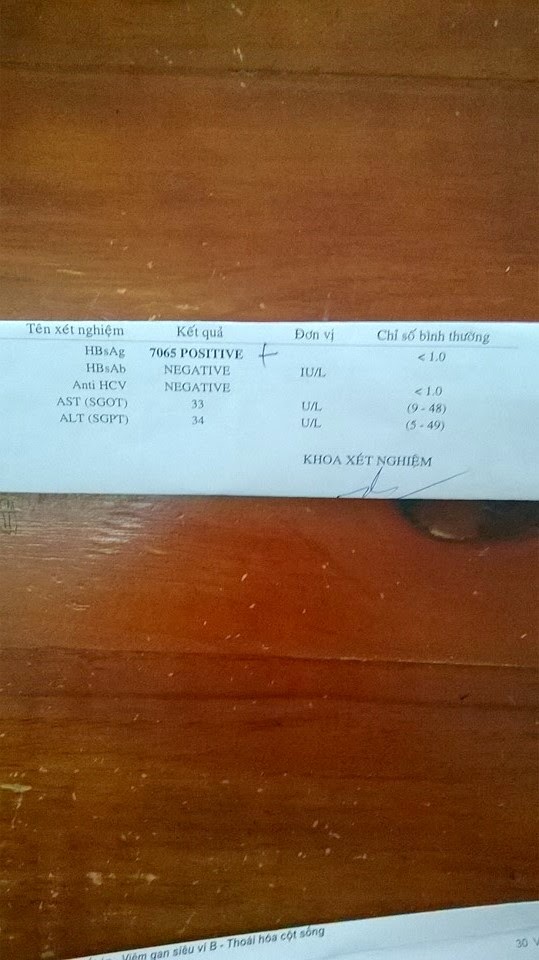 Tên xét nghiệm Kết quả Đơn vị Chỉ số bình thường
HBsAg 7065 POSITIVE + < 1.0
HBsAb NEGATIVE IU/L
Anti HCV NEGATIVE < 1.0
AST (SGOT) 33 U/L (9 - 48)
ALT (SGPT) 34 U/L (5 - 49)
KHOA XÉT NGHIỆM
Viêm gan siêu vi B - Thoái hóa cột sống
30